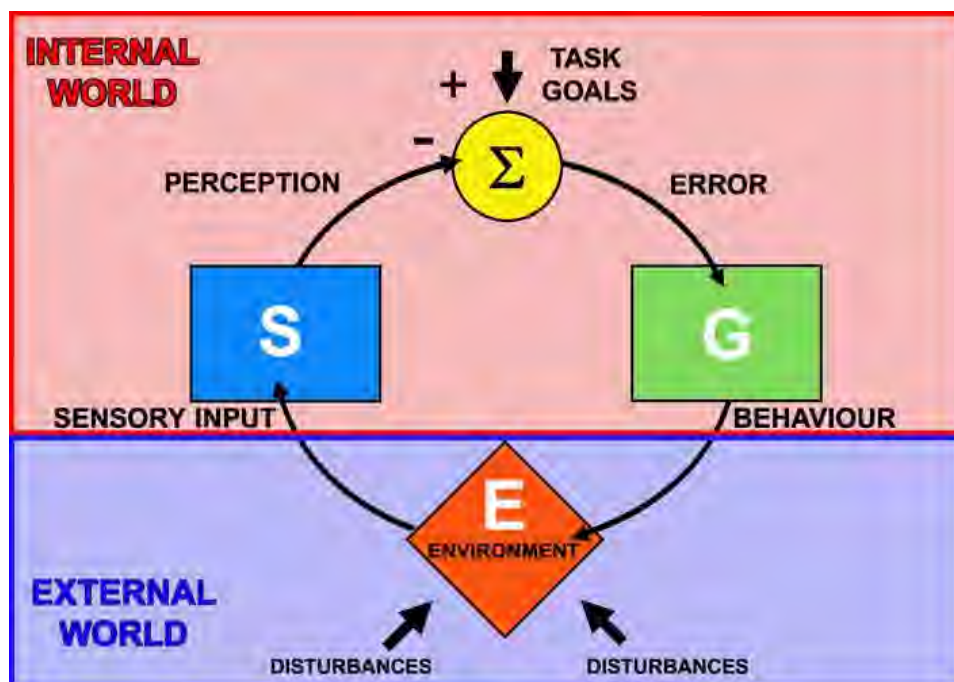 INTERNAL
WORLD
+
TASK
GOALS
-
Σ
PERCEPTION
ERROR
S
G
SENSORY INPUT
BEHAVIOUR
E
ENVIRONMENT
EXTERNAL
WORLD
DISTURBANCES
DISTURBANCES